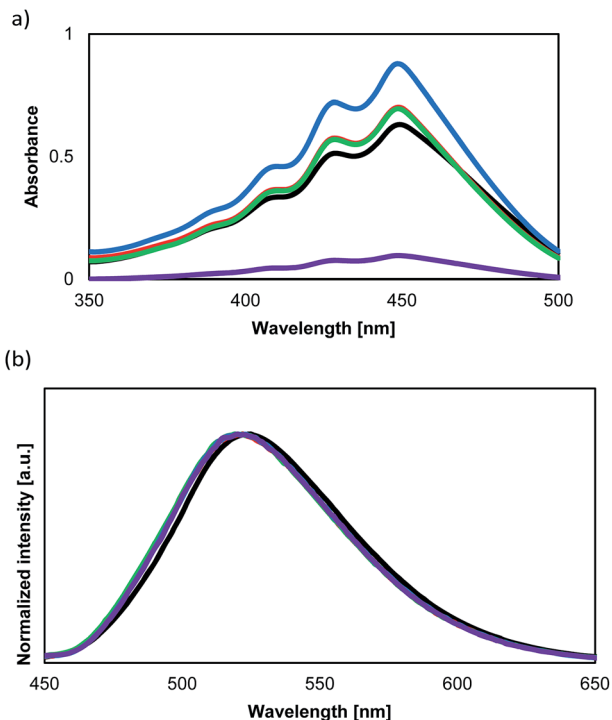 a)
1
0.5
0
Absorbance
350
400
450
500
Wavelength [nm]
(b)
Normalized intensity [a.u.]
450
500
550
600
650
Wavelength [nm]